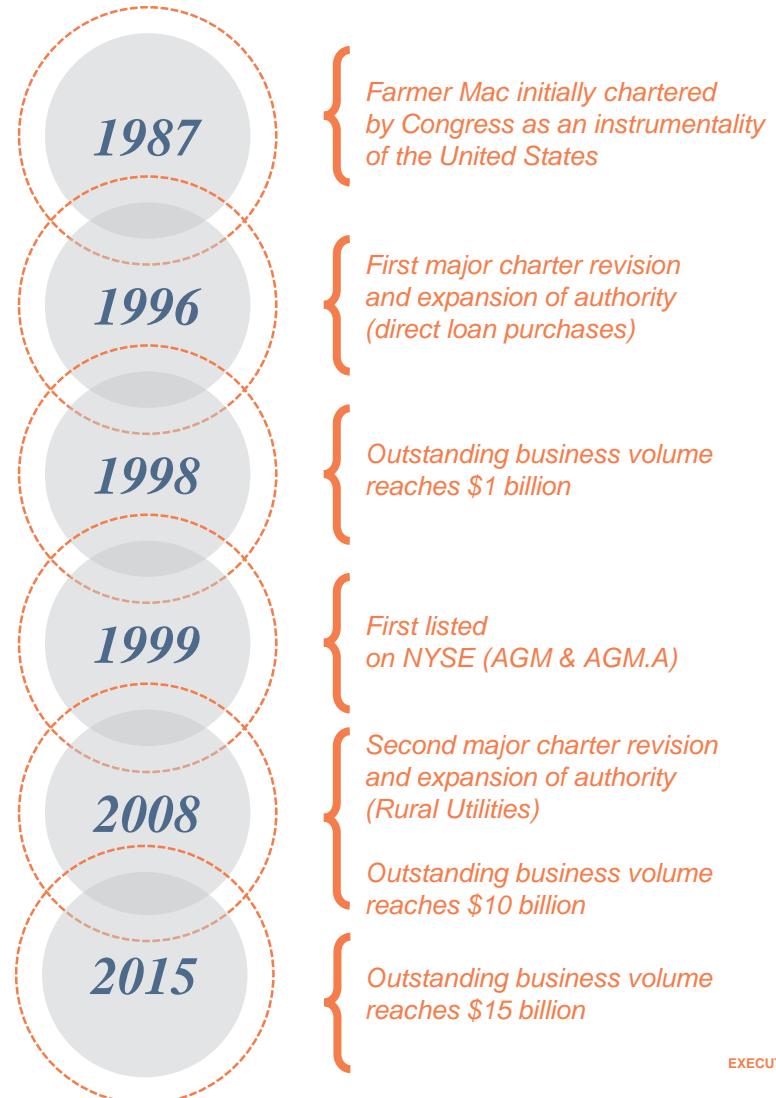 1987
Farmer Mac initially chartered
by Congress as an instrumentality
of the United States
1996
First major charter revision
and expansion of authority
(direct loan purchases)
1998
Outstanding business volume
reaches $1 billion
1999
First listed
on NYSE (AGM & AGM.A)
2008
Second major charter revision
and expansion of authority
(Rural Utilities)
Outstanding business volume
reaches $10 billion
2015
Outstanding business volume
reaches $15 billion
EXECUT